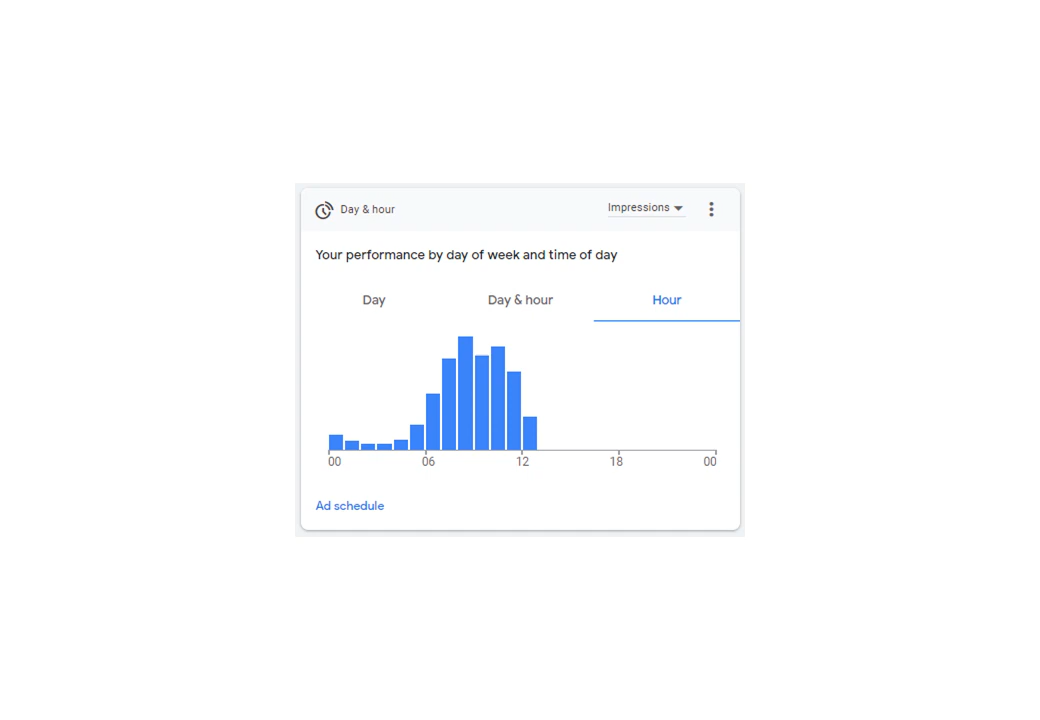 Day & hour
Impressions
Your performance by day of week and time of day
Day
Day & hour
Hour
00 06 12 18 00
Ad schedule